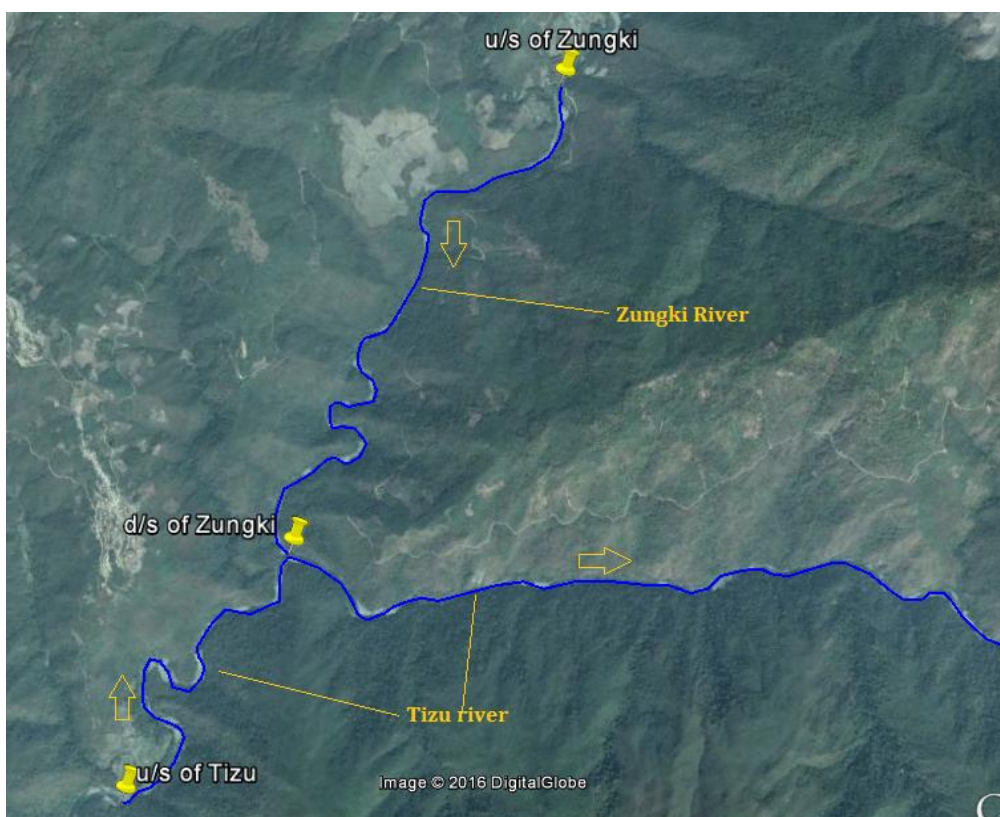 u/s of Zungki
Zungki River
d/s of Zungki
Tizu river
u/s of Tizu
Image © 2016 DigitalGlobe